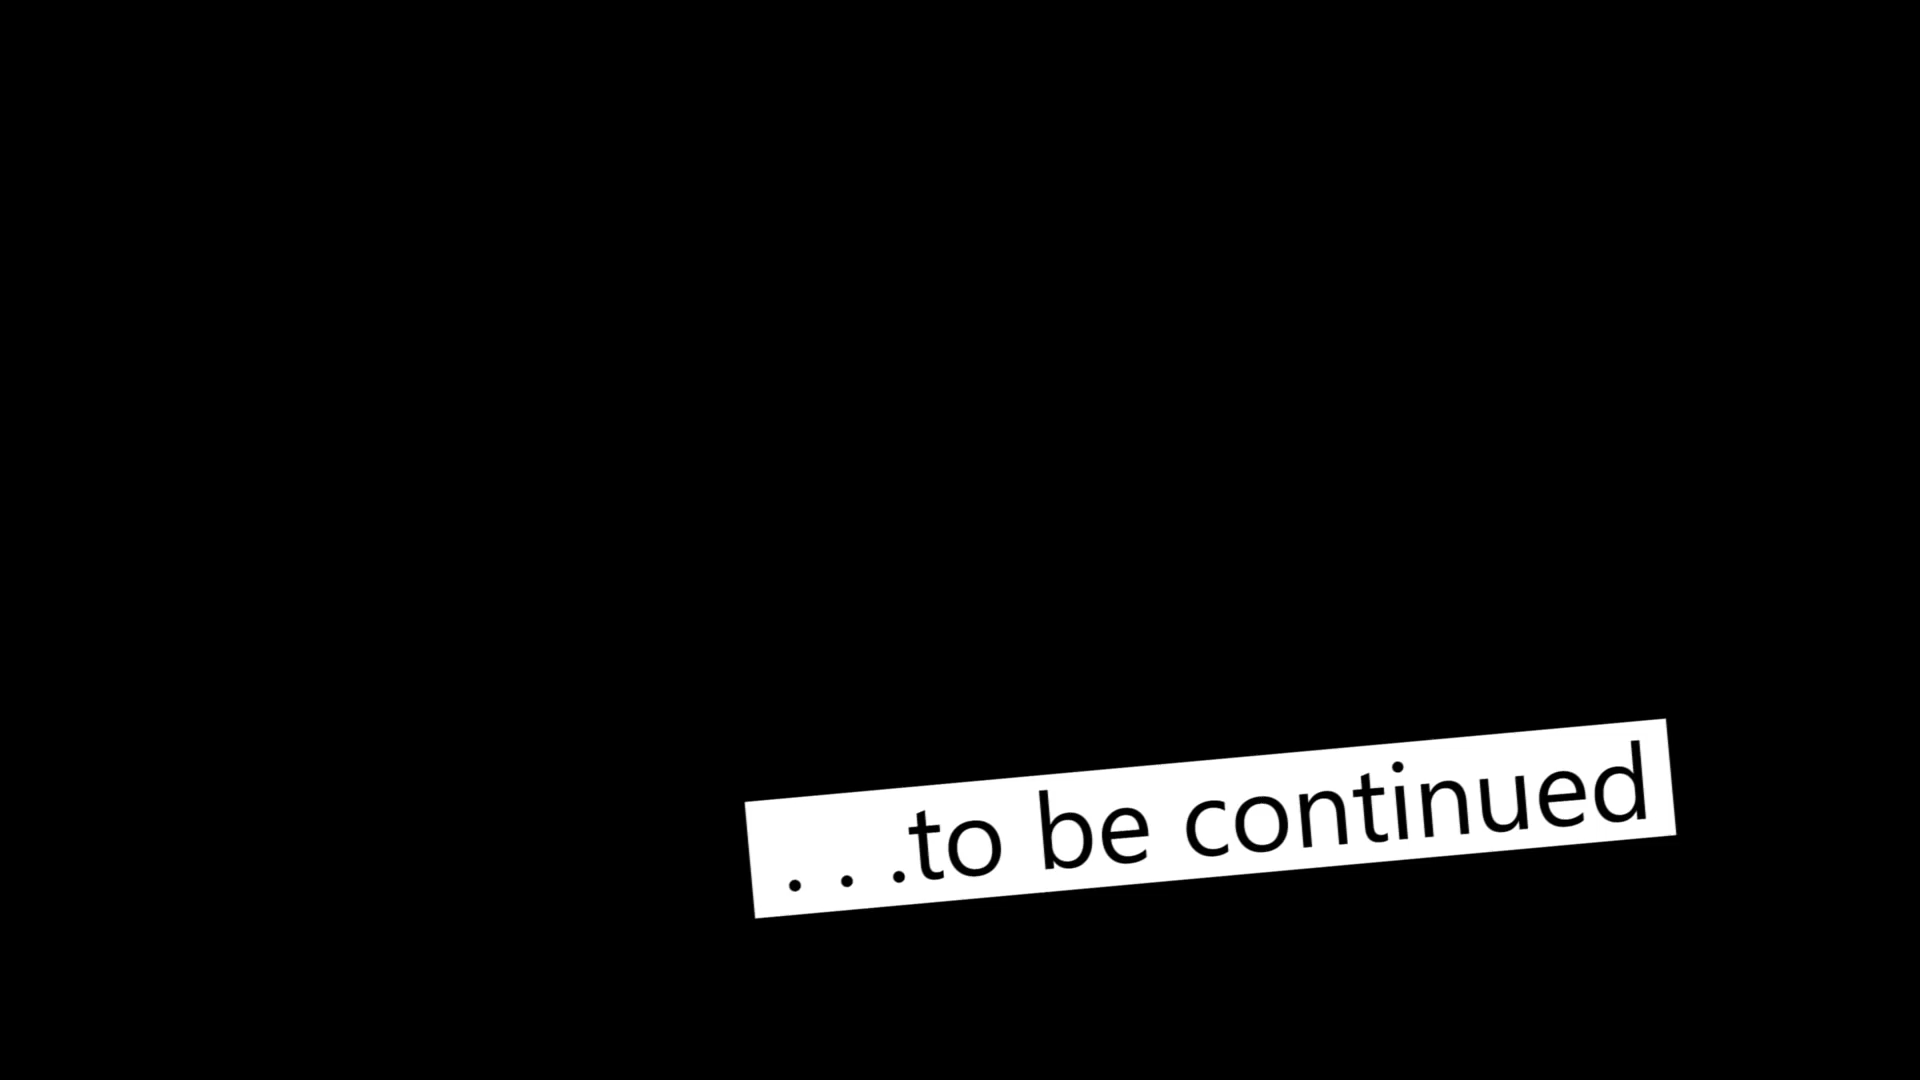 . . .to be continued